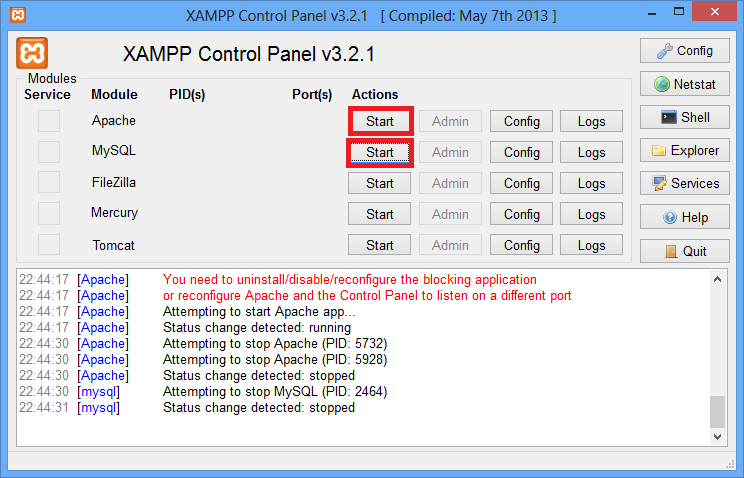 XAMPP Control Panel v3.2.1 [ Compiled: May 7th 2013 ]
XAMPP Control Panel v3.2.1
Config
Modules
Service Module PID(s) Port(s) Actions
Netstat
Apache Start Admin Config Logs
Shell
MySQL Start Admin Config Logs
Explorer
FileZilla Start Admin Config Logs
Services
Mercury Start Admin Config Logs
Help
Tomcat Start Admin Config Logs
Quit
22:44:17 [Apache] You need to uninstall/disable/reconfigure the blocking application
22:44:17 [Apache] or reconfigure Apache and the Control Panel to listen on a different port
22:44:17 [Apache] Attempting to start Apache app...
22:44:17 [Apache] Status change detected: running
22:44:30 [Apache] Attempting to stop Apache (PID: 5732)
22:44:30 [Apache] Attempting to stop Apache (PID: 5928)
22:44:30 [Apache] Status change detected: stopped
22:44:30 [mysql] Attempting to stop MySQL (PID: 2464)
22:44:31 [mysql] Status change detected: stopped